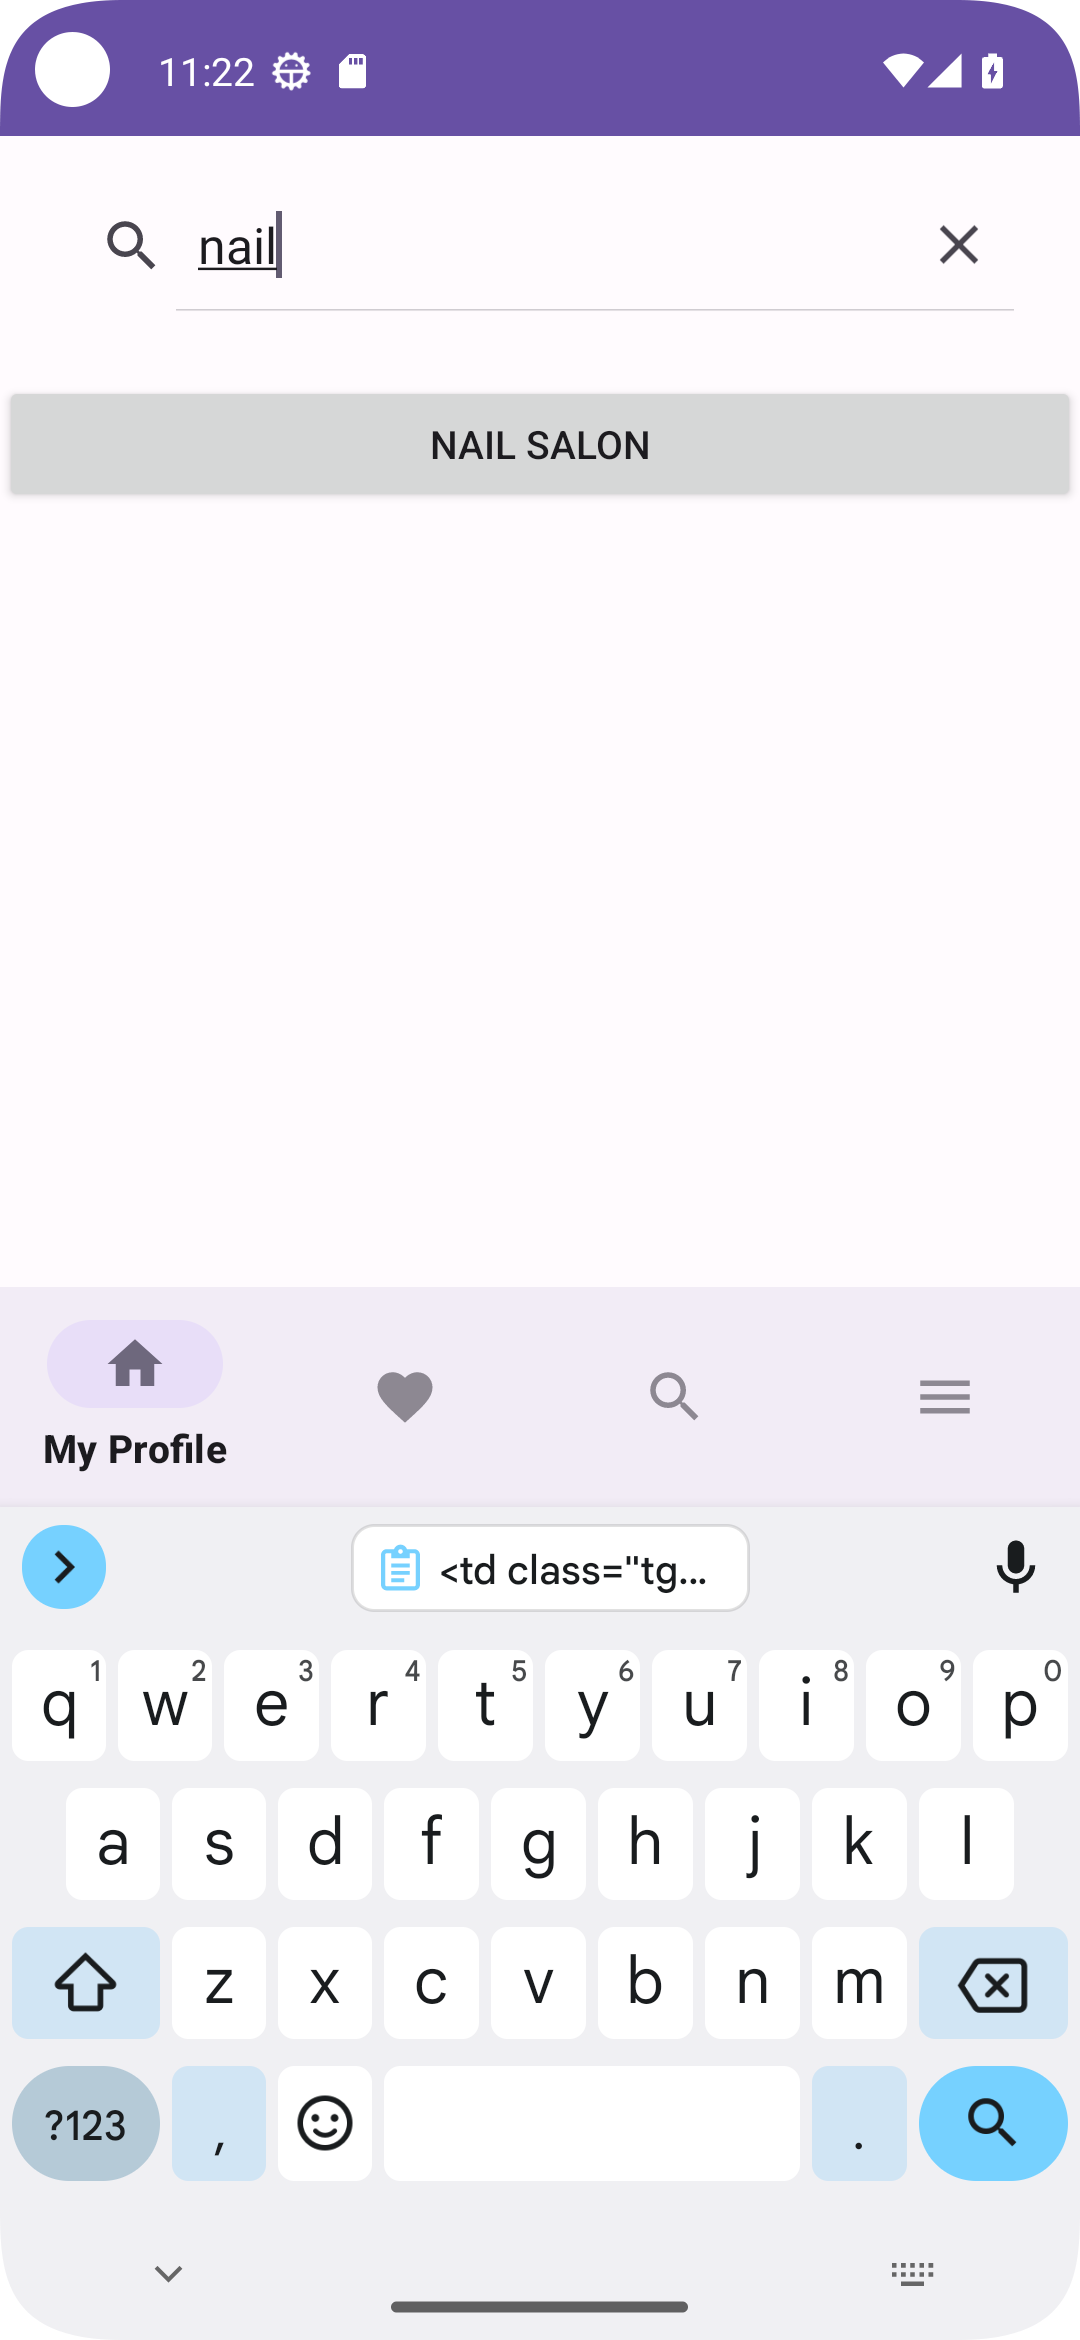 11:22
nail
NAIL SALON
My Profile
<td class="tg...
q 1 w 2 e 3 r 4 t 5 y 6 u 7 i 8 o 9 p 0
a s d f g h j k l
z x c v b n m
?123 , .